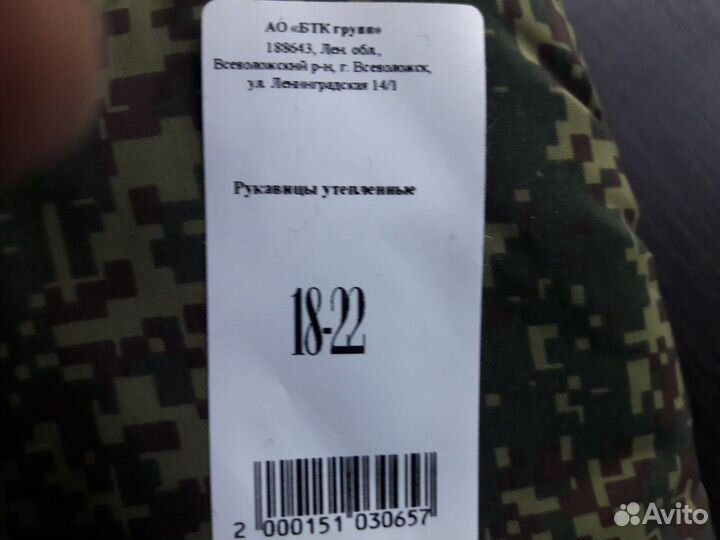 АО «БТК групп»
188643, Лен. обл.,
Всеволожский р-н, г. Всеволожск,
ул. Ленинградская 14/1
Рукавицы утепленные
18-22
2 000151 030657
Avito